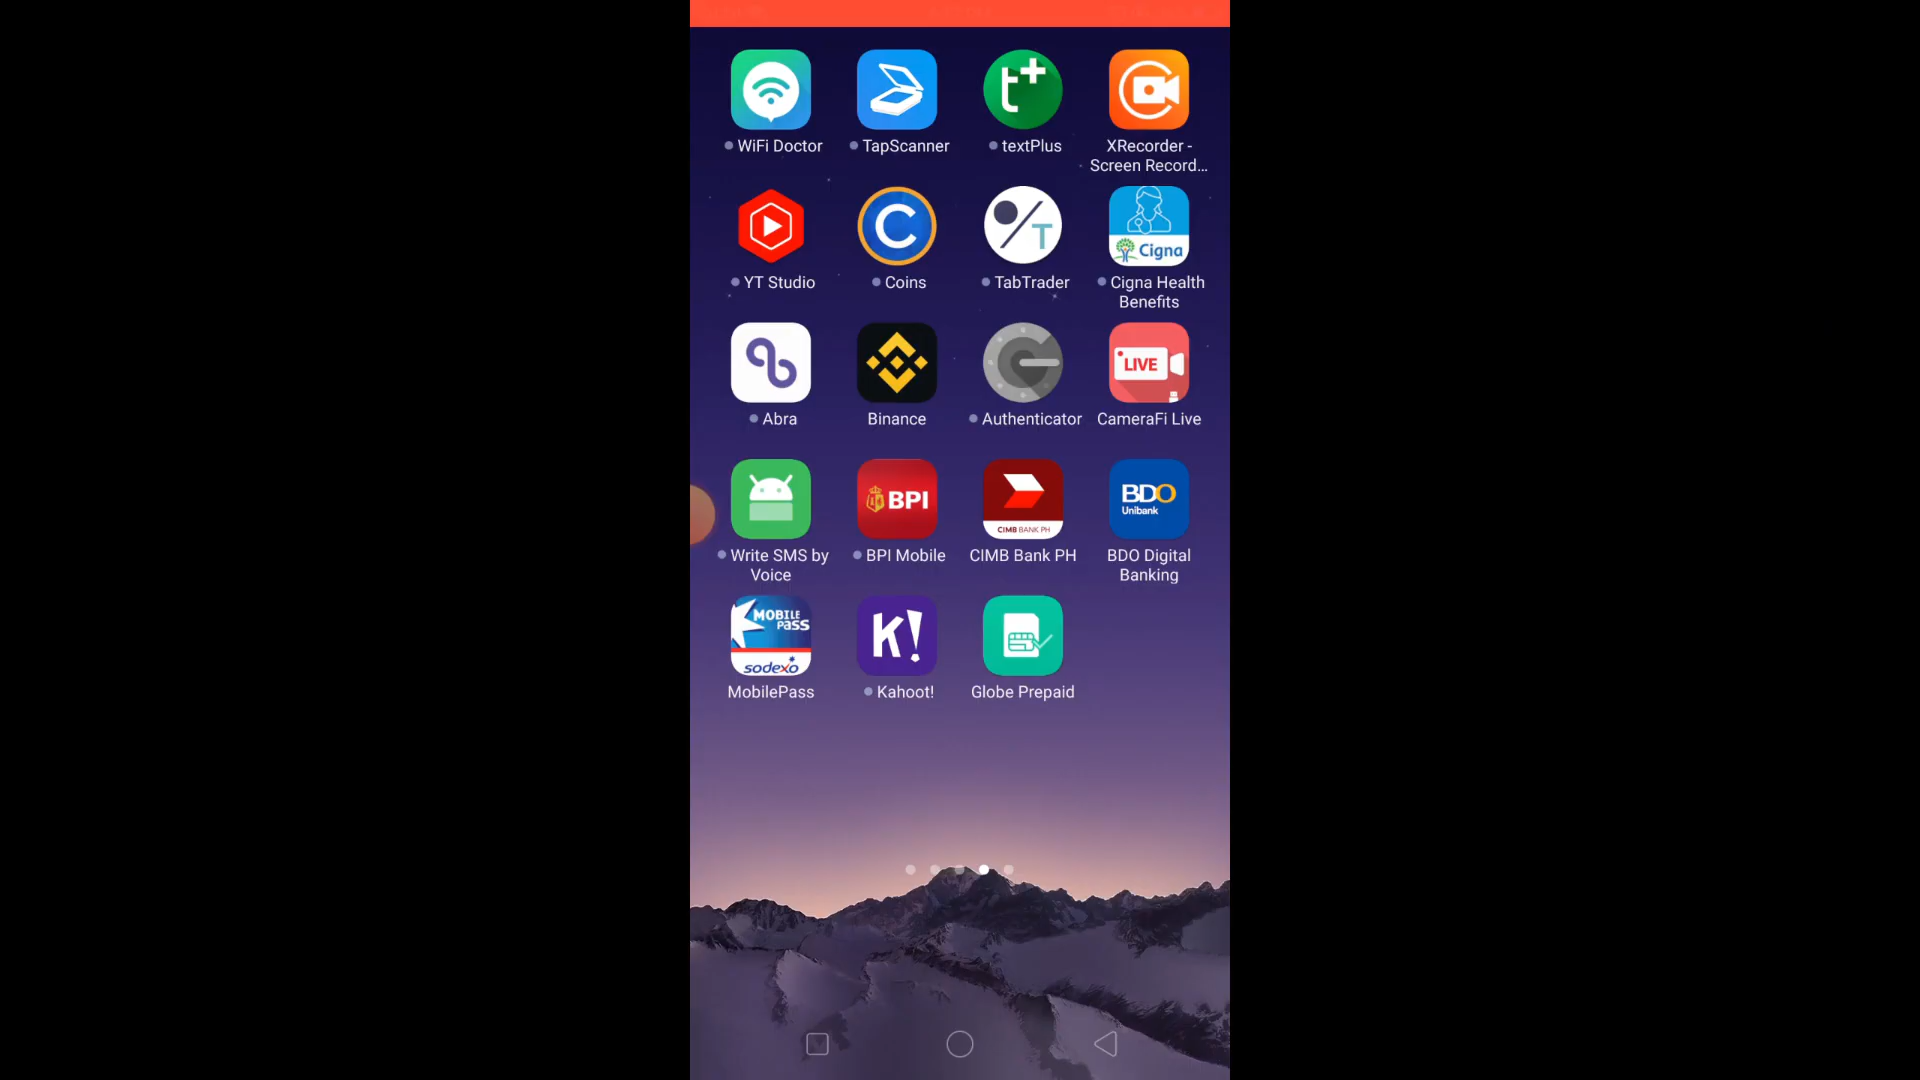 t+
WiFi Doctor
TapScanner
textPlus
XRecorder -
Screen Record...
C
T
Cigna
YT Studio
Coins
TabTrader
Cigna Health
Benefits
LIVE
Abra
Binance
Authenticator
CameraFi Live
BPI
CIMB BANK PH
BDO
Unibank
Write SMS by
Voice
BPI Mobile
CIMB Bank PH
BDO Digital
Banking
MOBILE
PASS
sodexo
K!
MobilePass
Kahoot!
Globe Prepaid